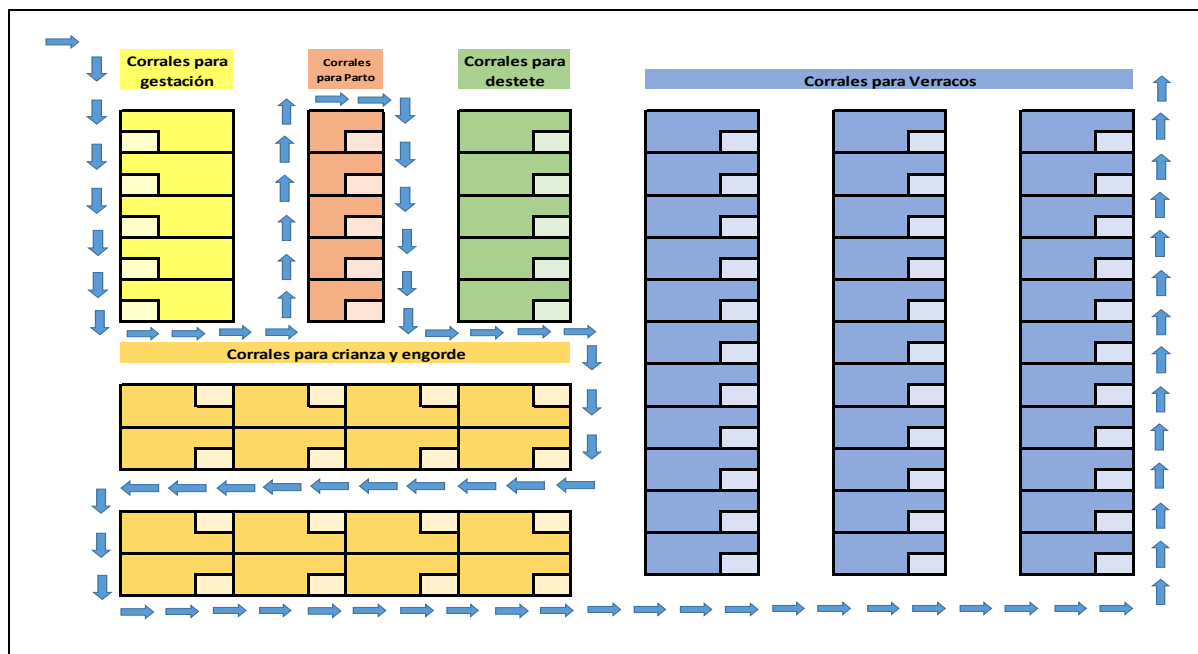 Corrales para
gestación
Corrales
para Parto
Corrales para
destete
Corrales para Verracos
Corrales para crianza y engorde